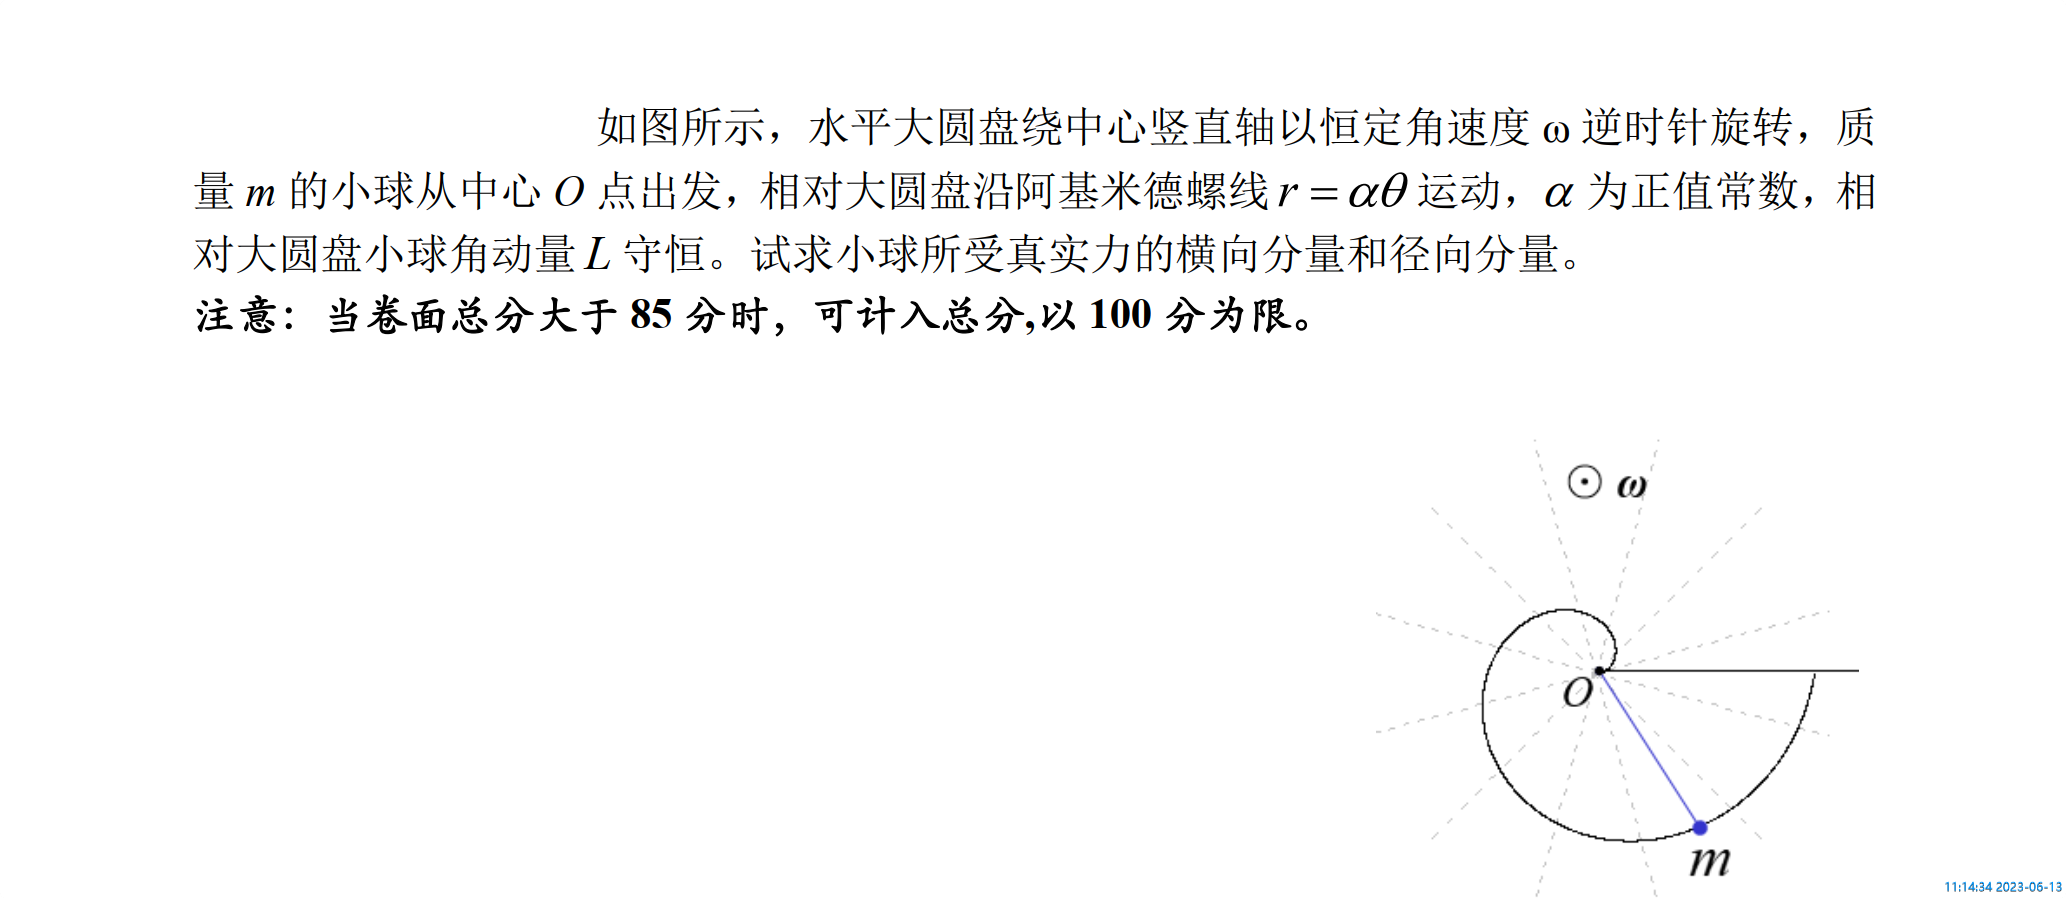 如图所示，水平大圆盘绕中心竖直轴以恒定角速度 ω 逆时针旋转，质
量 m 的小球从中心 O 点出发，相对大圆盘沿阿基米德螺线 r = αθ 运动，α 为正值常数，相
对大圆盘小球角动量 L 守恒。试求小球所受真实力的横向分量和径向分量。
注意：当卷面总分大于 85 分时，可计入总分,以 100 分为限。
⊙ ω
O
m
11:14:34 2023-06-13